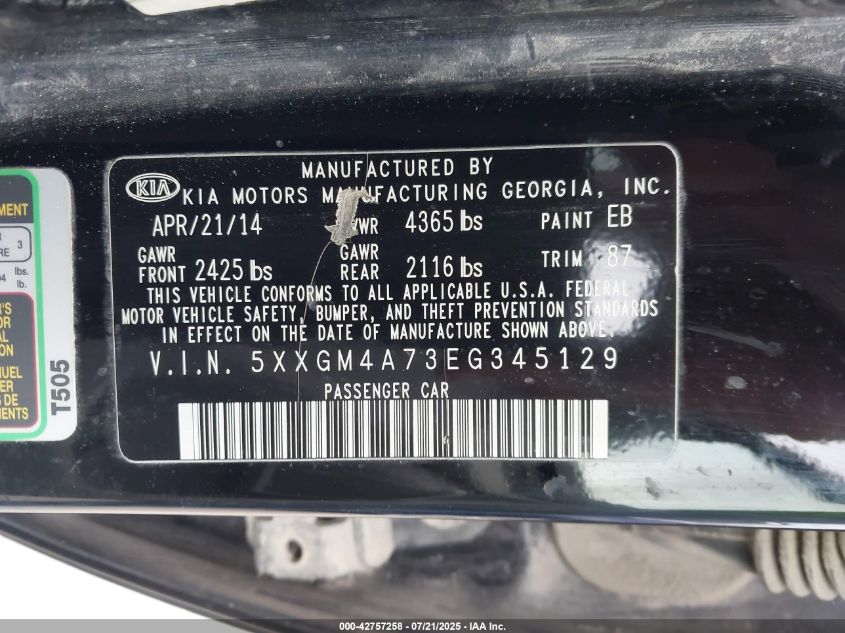 MANUFACTURED BY
KIA KIA MOTORS MANUFACTURING GEORGIA, INC.
APR/21/14 4365 lbs PAINT EB
GAWR FRONT 2425 lbs GAWR REAR 2116 lbs TRIM 87
THIS VEHICLE CONFORMS TO ALL APPLICABLE U.S.A. FEDERAL
MOTOR VEHICLE SAFETY, BUMPER, AND THEFT PREVENTION STANDARDS
IN EFFECT ON THE DATE OF MANUFACTURE SHOWN ABOVE.
V.I.N. 5XXGM4A73EG345129
PASSENGER CAR
3
lbs.
lb.
T505
000-42757258 - 07/21/2025 - IAA Inc.